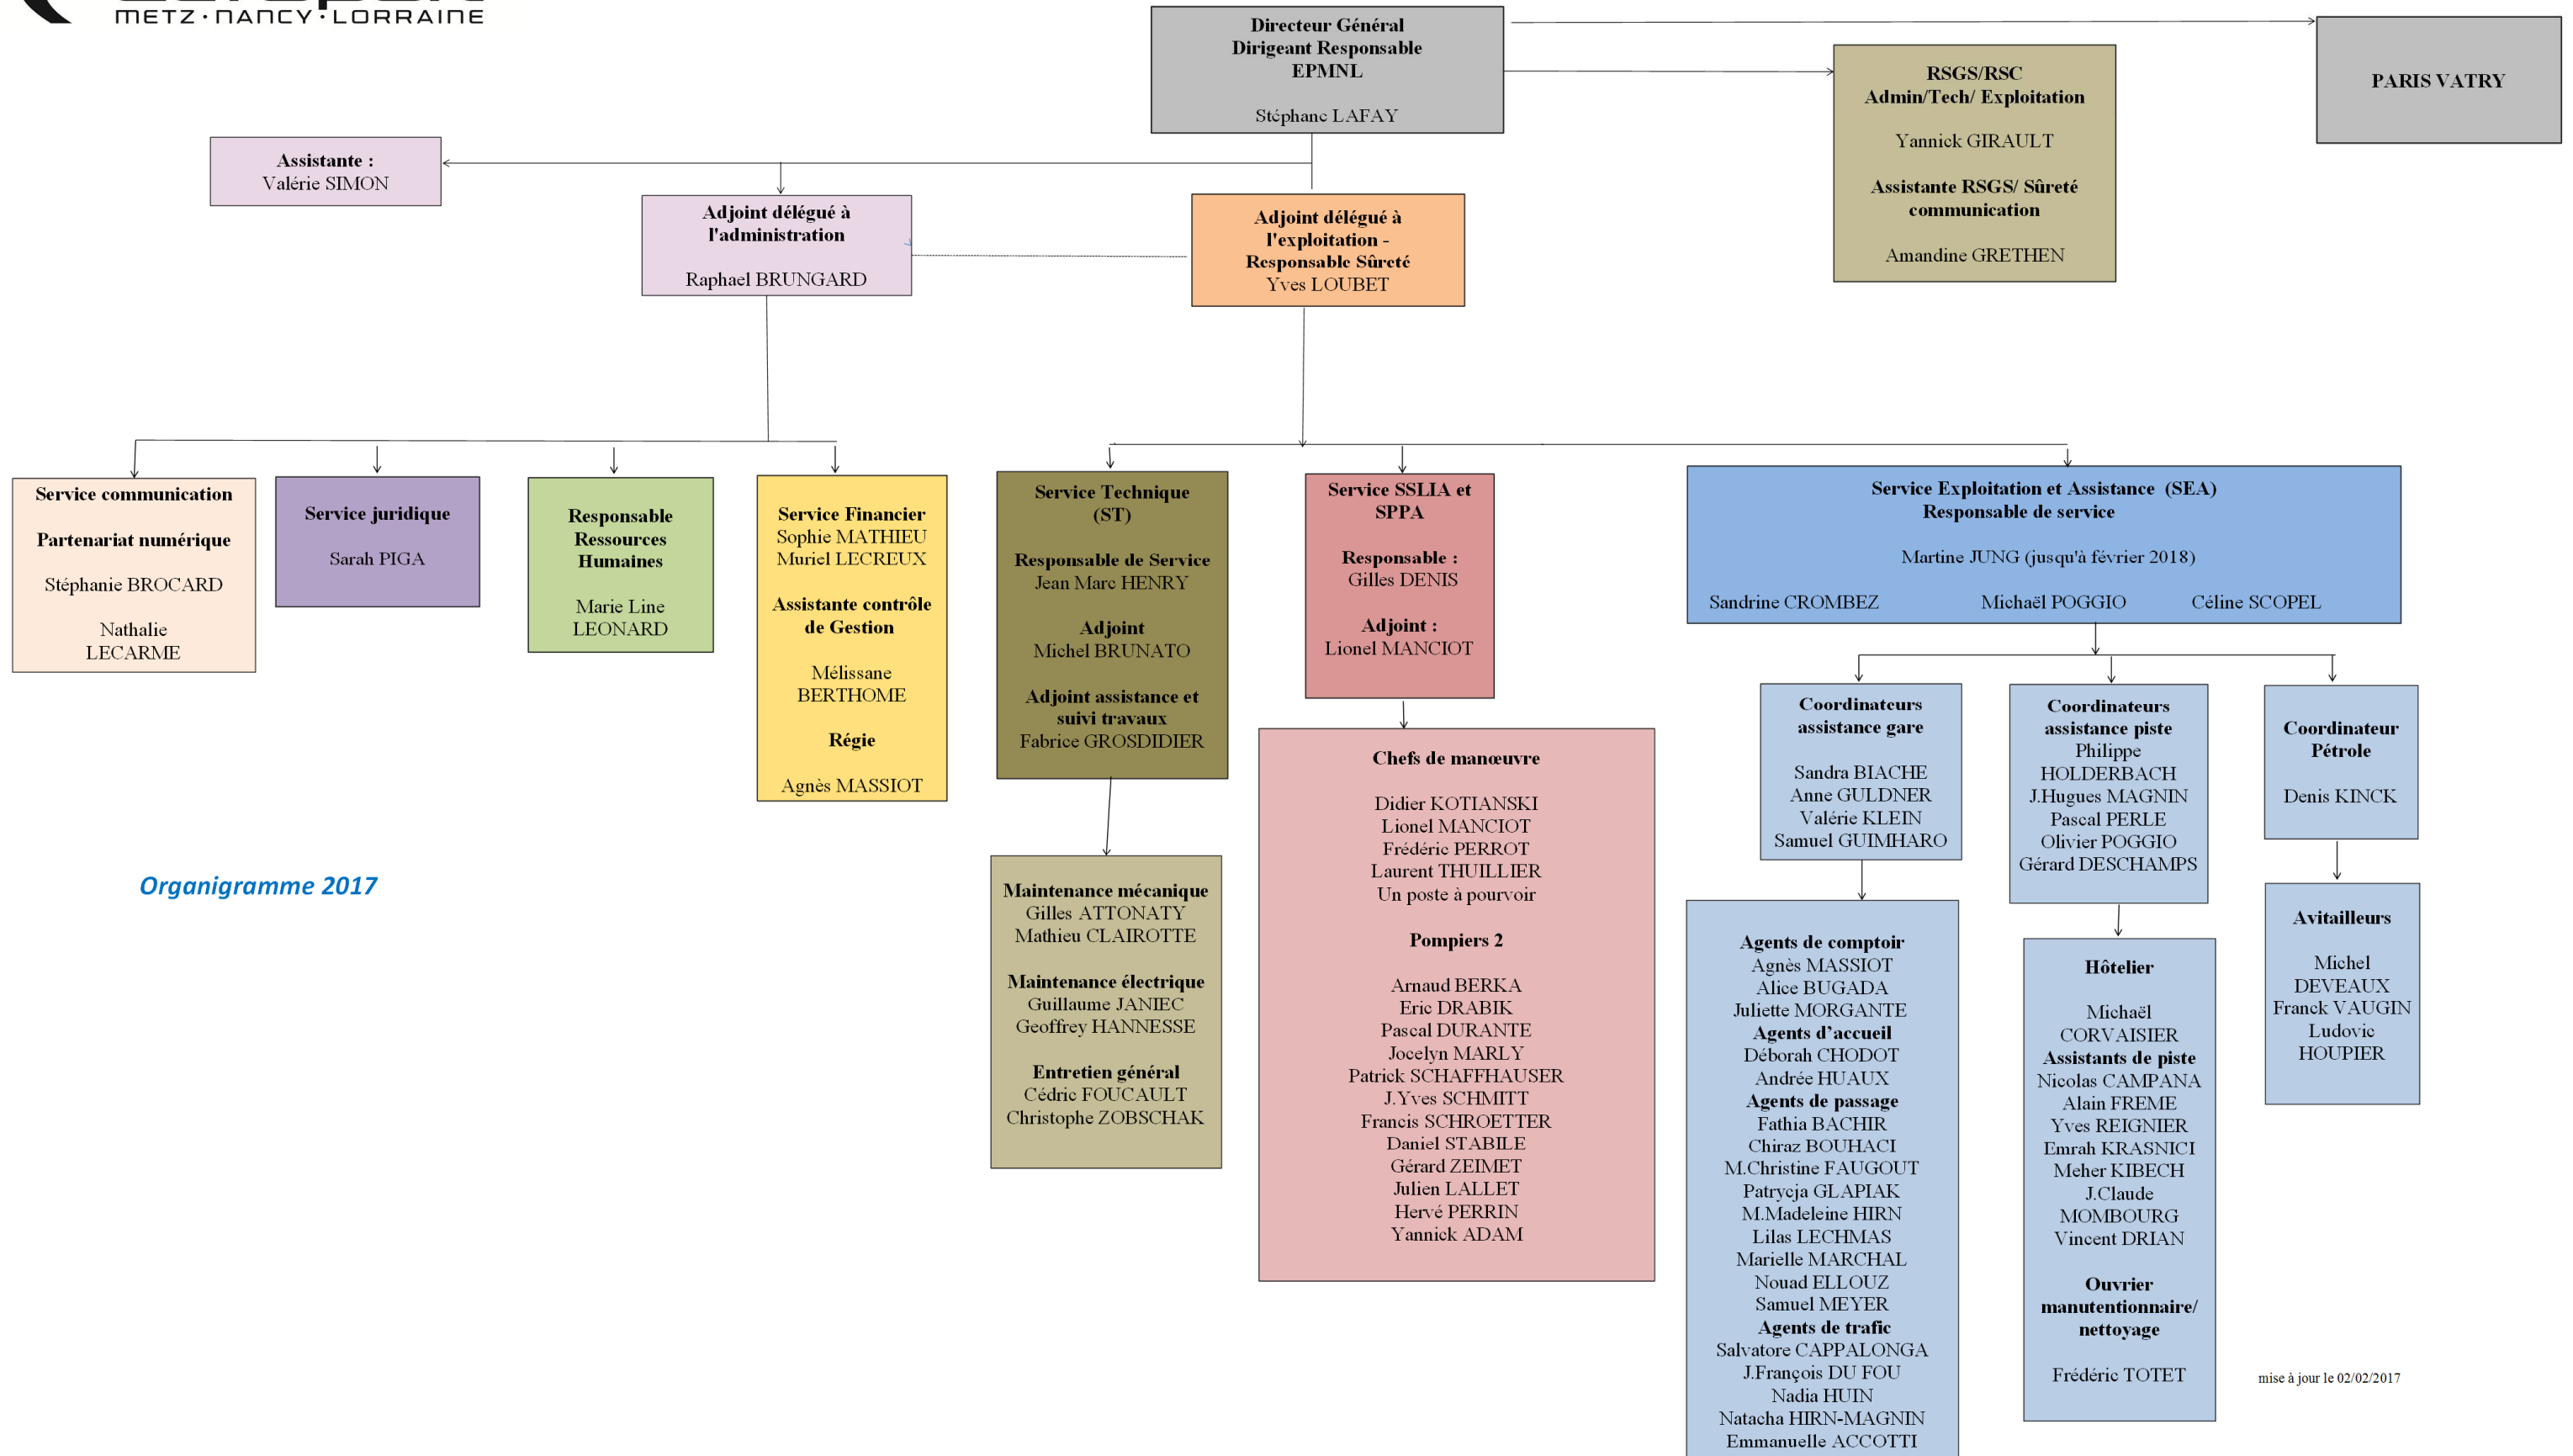 METZ · NANCY · LORRAINE
Directeur Général
Dirigeant Responsable
EPMNL
Stéphane LAFAY
PARIS VATRY
RSGS/RSC
Admin/Tech/ Exploitation
Yannick GIRAULT
Assistante RSGS/ Sûreté
communication
Amandine GRETHEN
Assistante :
Valérie SIMON
Adjoint délégué à
l'administration
Raphael BRUNGARD
Adjoint délégué à
l'exploitation -
Responsable Sûreté
Yves LOUBET
Service communication
Partenariat numérique
Stéphanie BROCARD
Nathalie
LECARME
Service juridique
Sarah PIGA
Responsable
Ressources
Humaines
Marie Line
LEONARD
Service Financier
Sophie MATHIEU
Muriel LECREUX
Assistante contrôle
de Gestion
Mélissane
BERTHOME
Régie
Agnès MASSIOT
Service Technique
(ST)
Responsable de Service
Jean Marc HENRY
Adjoint
Michel BRUNATO
Adjoint assistance et
suivi travaux
Fabrice GROSDIDIER
Maintenance mécanique
Gilles ATTONATY
Mathieu CLAIROTTE
Maintenance électrique
Guillaume JANIEC
Geoffrey HANNESSE
Entretien général
Cédric FOUCAULT
Christophe ZOBSCHAK
Service SSLIA et
SPPA
Responsable :
Gilles DENIS
Adjoint :
Lionel MANCIOT
Chefs de manœuvre
Didier KOTIANSKI
Lionel MANCIOT
Frédéric PERROT
Laurent THUILLIER
Un poste à pourvoir
Pompiers 2
Arnaud BERKA
Eric DRABIK
Pascal DURANTE
Jocelyn MARLY
Patrick SCHAFFHAUSER
J.Yves SCHMITT
Francis SCHROETTER
Daniel STABILE
Gérard ZEIMET
Julien LALLET
Hervé PERRIN
Yannick ADAM
Service Exploitation et Assistance (SEA)
Responsable de service
Martine JUNG (jusqu'à février 2018)
Sandrine CROMBEZ Michaël POGGIO Céline SCOPEL
Coordinateurs
assistance gare
Sandra BIACHE
Anne GULDNER
Valérie KLEIN
Samuel GUIMHARO
Agents de comptoir
Agnès MASSIOT
Alice BUGADA
Juliette MORGANTE
Agents d’accueil
Déborah CHODOT
Andrée HUAUX
Agents de passage
Fathia BACHIR
Chiraz BOUHACI
M.Christine FAUGOUT
Patrycja GLAPIAK
M.Madeleine HIRN
Lilas LECHMAS
Marielle MARCHAL
Nouad ELLOUZ
Samuel MEYER
Agents de trafic
Salvatore CAPPALONGA
J.François DU FOU
Nadia HUIN
Natacha HIRN-MAGNIN
Emmanuelle ACCOTTI
Coordinateurs
assistance piste
Philippe
HOLDERBACH
J.Hugues MAGNIN
Pascal PERLE
Olivier POGGIO
Gérard DESCHAMPS
Hôtelier
Michaël
CORVAISIER
Assistants de piste
Nicolas CAMPANA
Alain FREME
Yves REIGNIER
Emrah KRASNICI
Meher KIBECH
J.Claude
MOMBOURG
Vincent DRIAN
Ouvrier
manutentionnaire/
nettoyage
Frédéric TOTET
Coordinateur
Pétrole
Denis KINCK
Avitailleurs
Michel
DEVEAUX
Franck VAUGIN
Ludovic
HOUPIER
Organigramme 2017
mise à jour le 02/02/2017